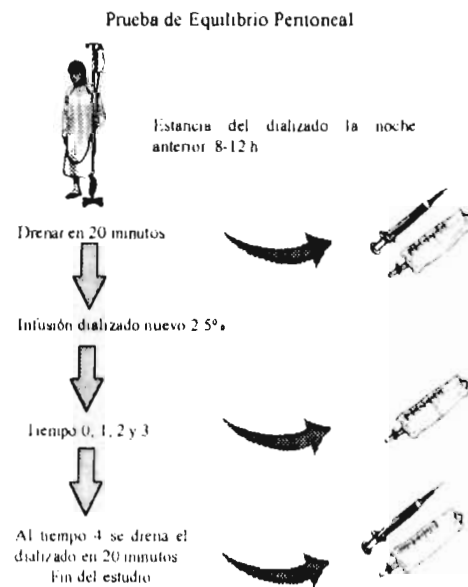 Prueba de Equilibrio Peritoneal
Estancia del dializado la noche
anterior 8-12 h
Drenar en 20 minutos
Infusión dializado nuevo 2 5%
Tiempo 0, 1, 2 y 3
Al tiempo 4 se drena el
dializado en 20 minutos
Fin del estudio